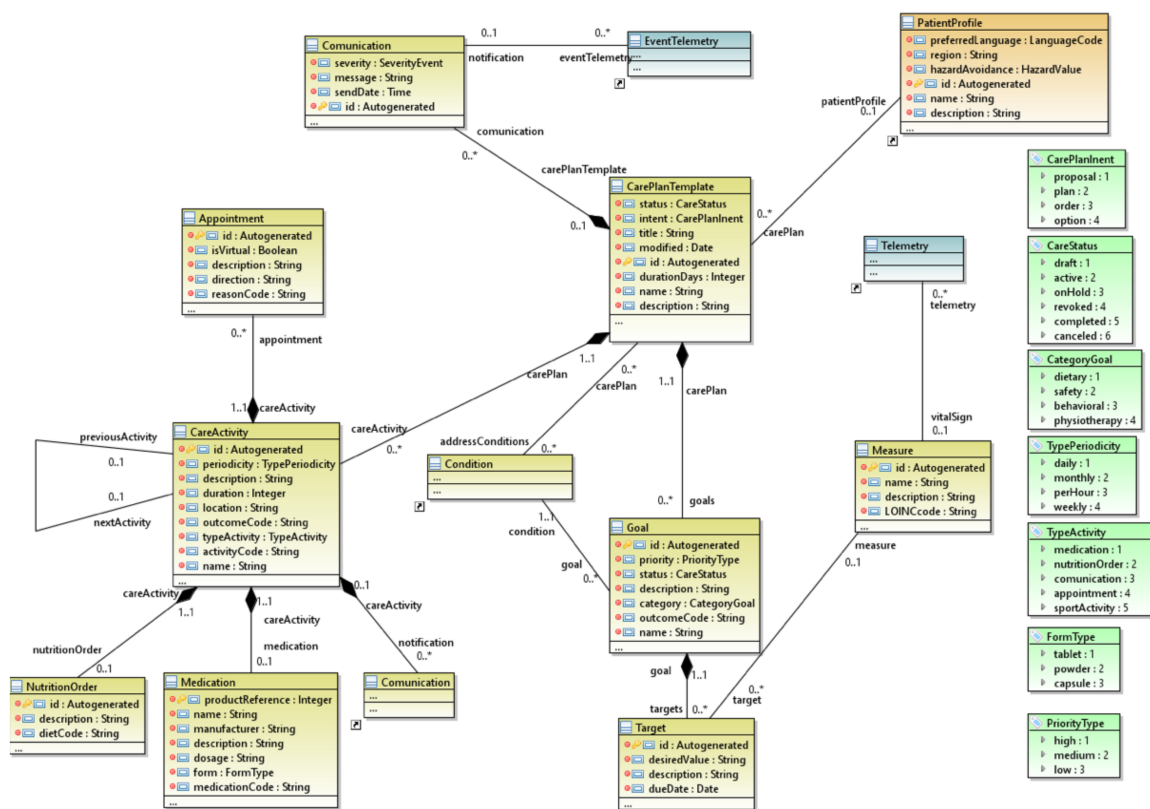 Comunication
severity : SeverityEvent
message : String
sendDate : Time
id : Autogenerated
...
0..1
notification
0..*
eventTelemetry
EventTelemetry
...
...
PatientProfile
preferredLanguage : LanguageCode
region : String
hazardAvoidance : HazardValue
id : Autogenerated
name : String
description : String
...
patientProfile
0..1
0..*
carePlan
comunication
0..*
carePlanTemplate
0..1
CarePlanTemplate
status : CareStatus
intent : CarePlanInent
title : String
modified : Date
id : Autogenerated
durationDays : Integer
name : String
description : String
...
Appointment
id : Autogenerated
isVirtual : Boolean
description : String
direction : String
reasonCode : String
...
0..*
appointment
1..1
careActivity
Telemetry
...
...
0..*
telemetry
vitalSign
0..1
1..1
carePlan
careActivity
0..*
0..*
carePlan
addressConditions
0..*
1..1
carePlan
0..*
goals
previousActivity
0..1
0..1
nextActivity
CareActivity
id : Autogenerated
periodicity : TypePeriodicity
description : String
duration : Integer
location : String
outcomeCode : String
typeActivity : TypeActivity
activityCode : String
name : String
...
Condition
...
...
1..1
condition
goal
0..*
Goal
id : Autogenerated
priority : PriorityType
status : CareStatus
description : String
category : CategoryGoal
outcomeCode : String
name : String
...
Measure
id : Autogenerated
name : String
description : String
LOINCcode : String
...
measure
0..1
0..*
target
careActivity
1..1
nutritionOrder
0..1
1..1
careActivity
medication
0..1
0..1
careActivity
notification
0..*
goal
1..1
targets
0..*
NutritionOrder
id : Autogenerated
description : String
dietCode : String
...
Medication
productReference : Integer
name : String
manufacturer : String
description : String
dosage : String
form : FormType
medicationCode : String
...
Comunication
...
...
Target
id : Autogenerated
desiredValue : String
description : String
dueDate : Date
...
CarePlanInent
proposal : 1
plan : 2
order : 3
option : 4
CareStatus
draft : 1
active : 2
onHold : 3
revoked : 4
completed : 5
canceled : 6
CategoryGoal
dietary : 1
safety : 2
behavioral : 3
physiotherapy : 4
TypePeriodicity
daily : 1
monthly : 2
perHour : 3
weekly : 4
TypeActivity
medication : 1
nutritionOrder : 2
comunication : 3
appointment : 4
sportActivity : 5
FormType
tablet : 1
powder : 2
capsule : 3
PriorityType
high : 1
medium : 2
low : 3